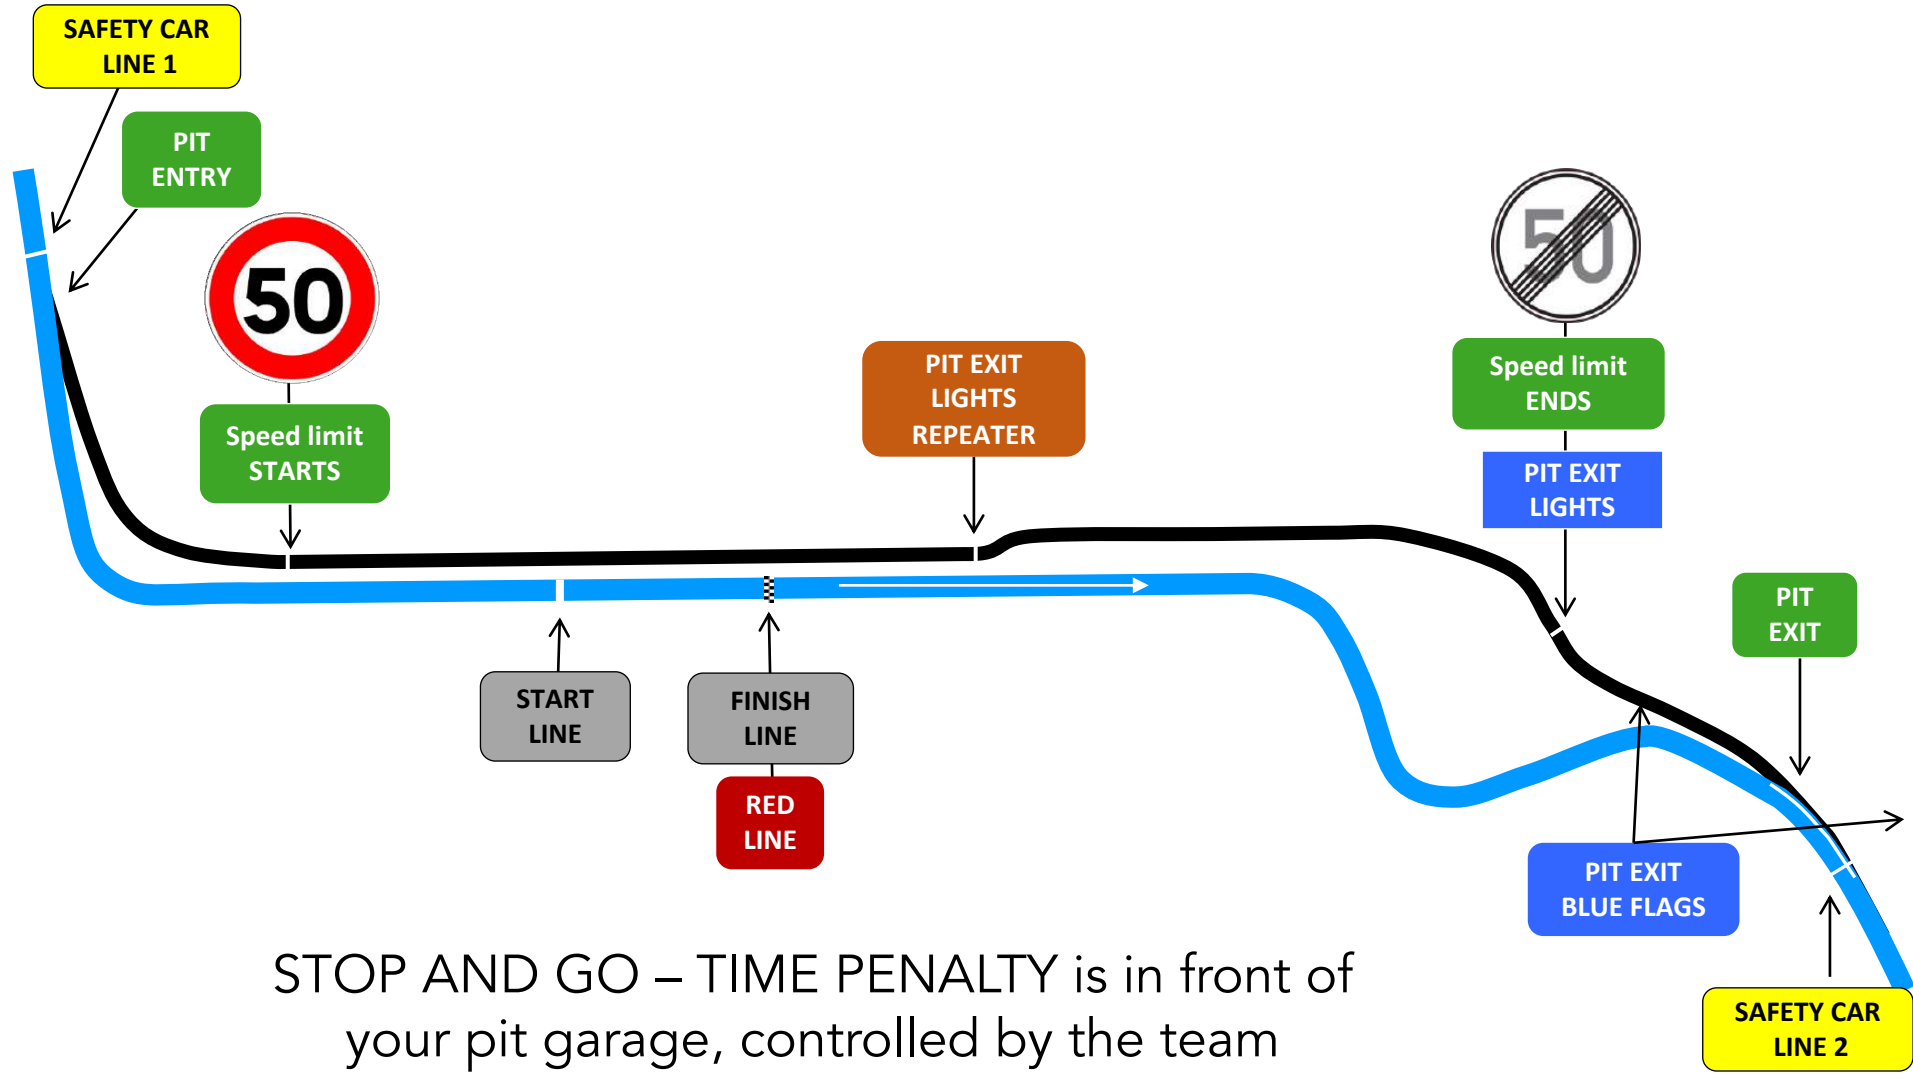 SAFETY CAR
LINE 1
PIT
ENTRY
50
Speed limit
STARTS
PIT EXIT
LIGHTS
REPEATER
50
Speed limit
ENDS
PIT EXIT
LIGHTS
PIT
EXIT
START
LINE
FINISH
LINE
RED
LINE
PIT EXIT
BLUE FLAGS
SAFETY CAR
LINE 2
STOP AND GO – TIME PENALTY is in front of
your pit garage, controlled by the team